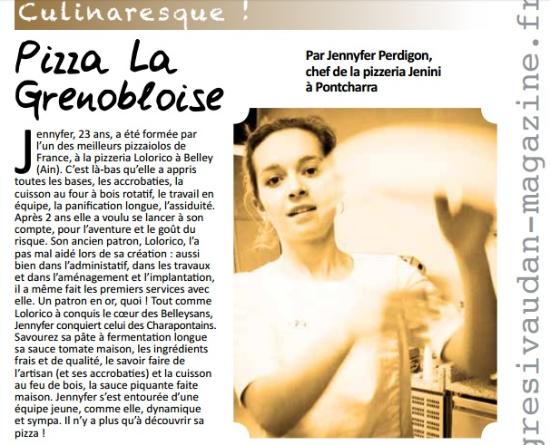 Culinaresque !
Pizza La
Grenobloise
Par Jennyfer Perdigon,
chef de la pizzeria Jenini
à Pontcharra
Jennyfer, 23 ans, a été formée par
l'un des meilleurs pizzaiolos de
France, à la pizzeria Lolorico à Belley
(Ain). C'est là-bas qu'elle a appris
toutes les bases, les accrobaties, la
cuisson au four à bois rotatif, le travail en
équipe, la panification longue, l'assiduité.
Après 2 ans elle a voulu se lancer à son
compte, pour l'aventure et le goût du
risque. Son ancien patron, Lolorico, l'a
pas mal aidé lors de sa création : aussi
bien dans l'administatif, dans les travaux
et dans l'aménagement et l'implantation,
il a même fait les premiers services avec
elle. Un patron en or, quoi ! Tout comme
Lolorico à conquis le cœur des Belleysans,
Jennyfer conquiert celui des Charapontains.
Savourez sa pâte à fermentation longue
sa sauce tomate maison, les ingrédients
frais et de qualité, le savoir faire de
l'artisan (et ses accrobaties) et la cuisson
au feu de bois, la sauce piquante faite
maison. Jennyfer s'est entourée d'une
équipe jeune, comme elle, dynamique
et sympa. Il n'y a plus qu'à découvrir sa
pizza !
gresivaudan-magazine.fr